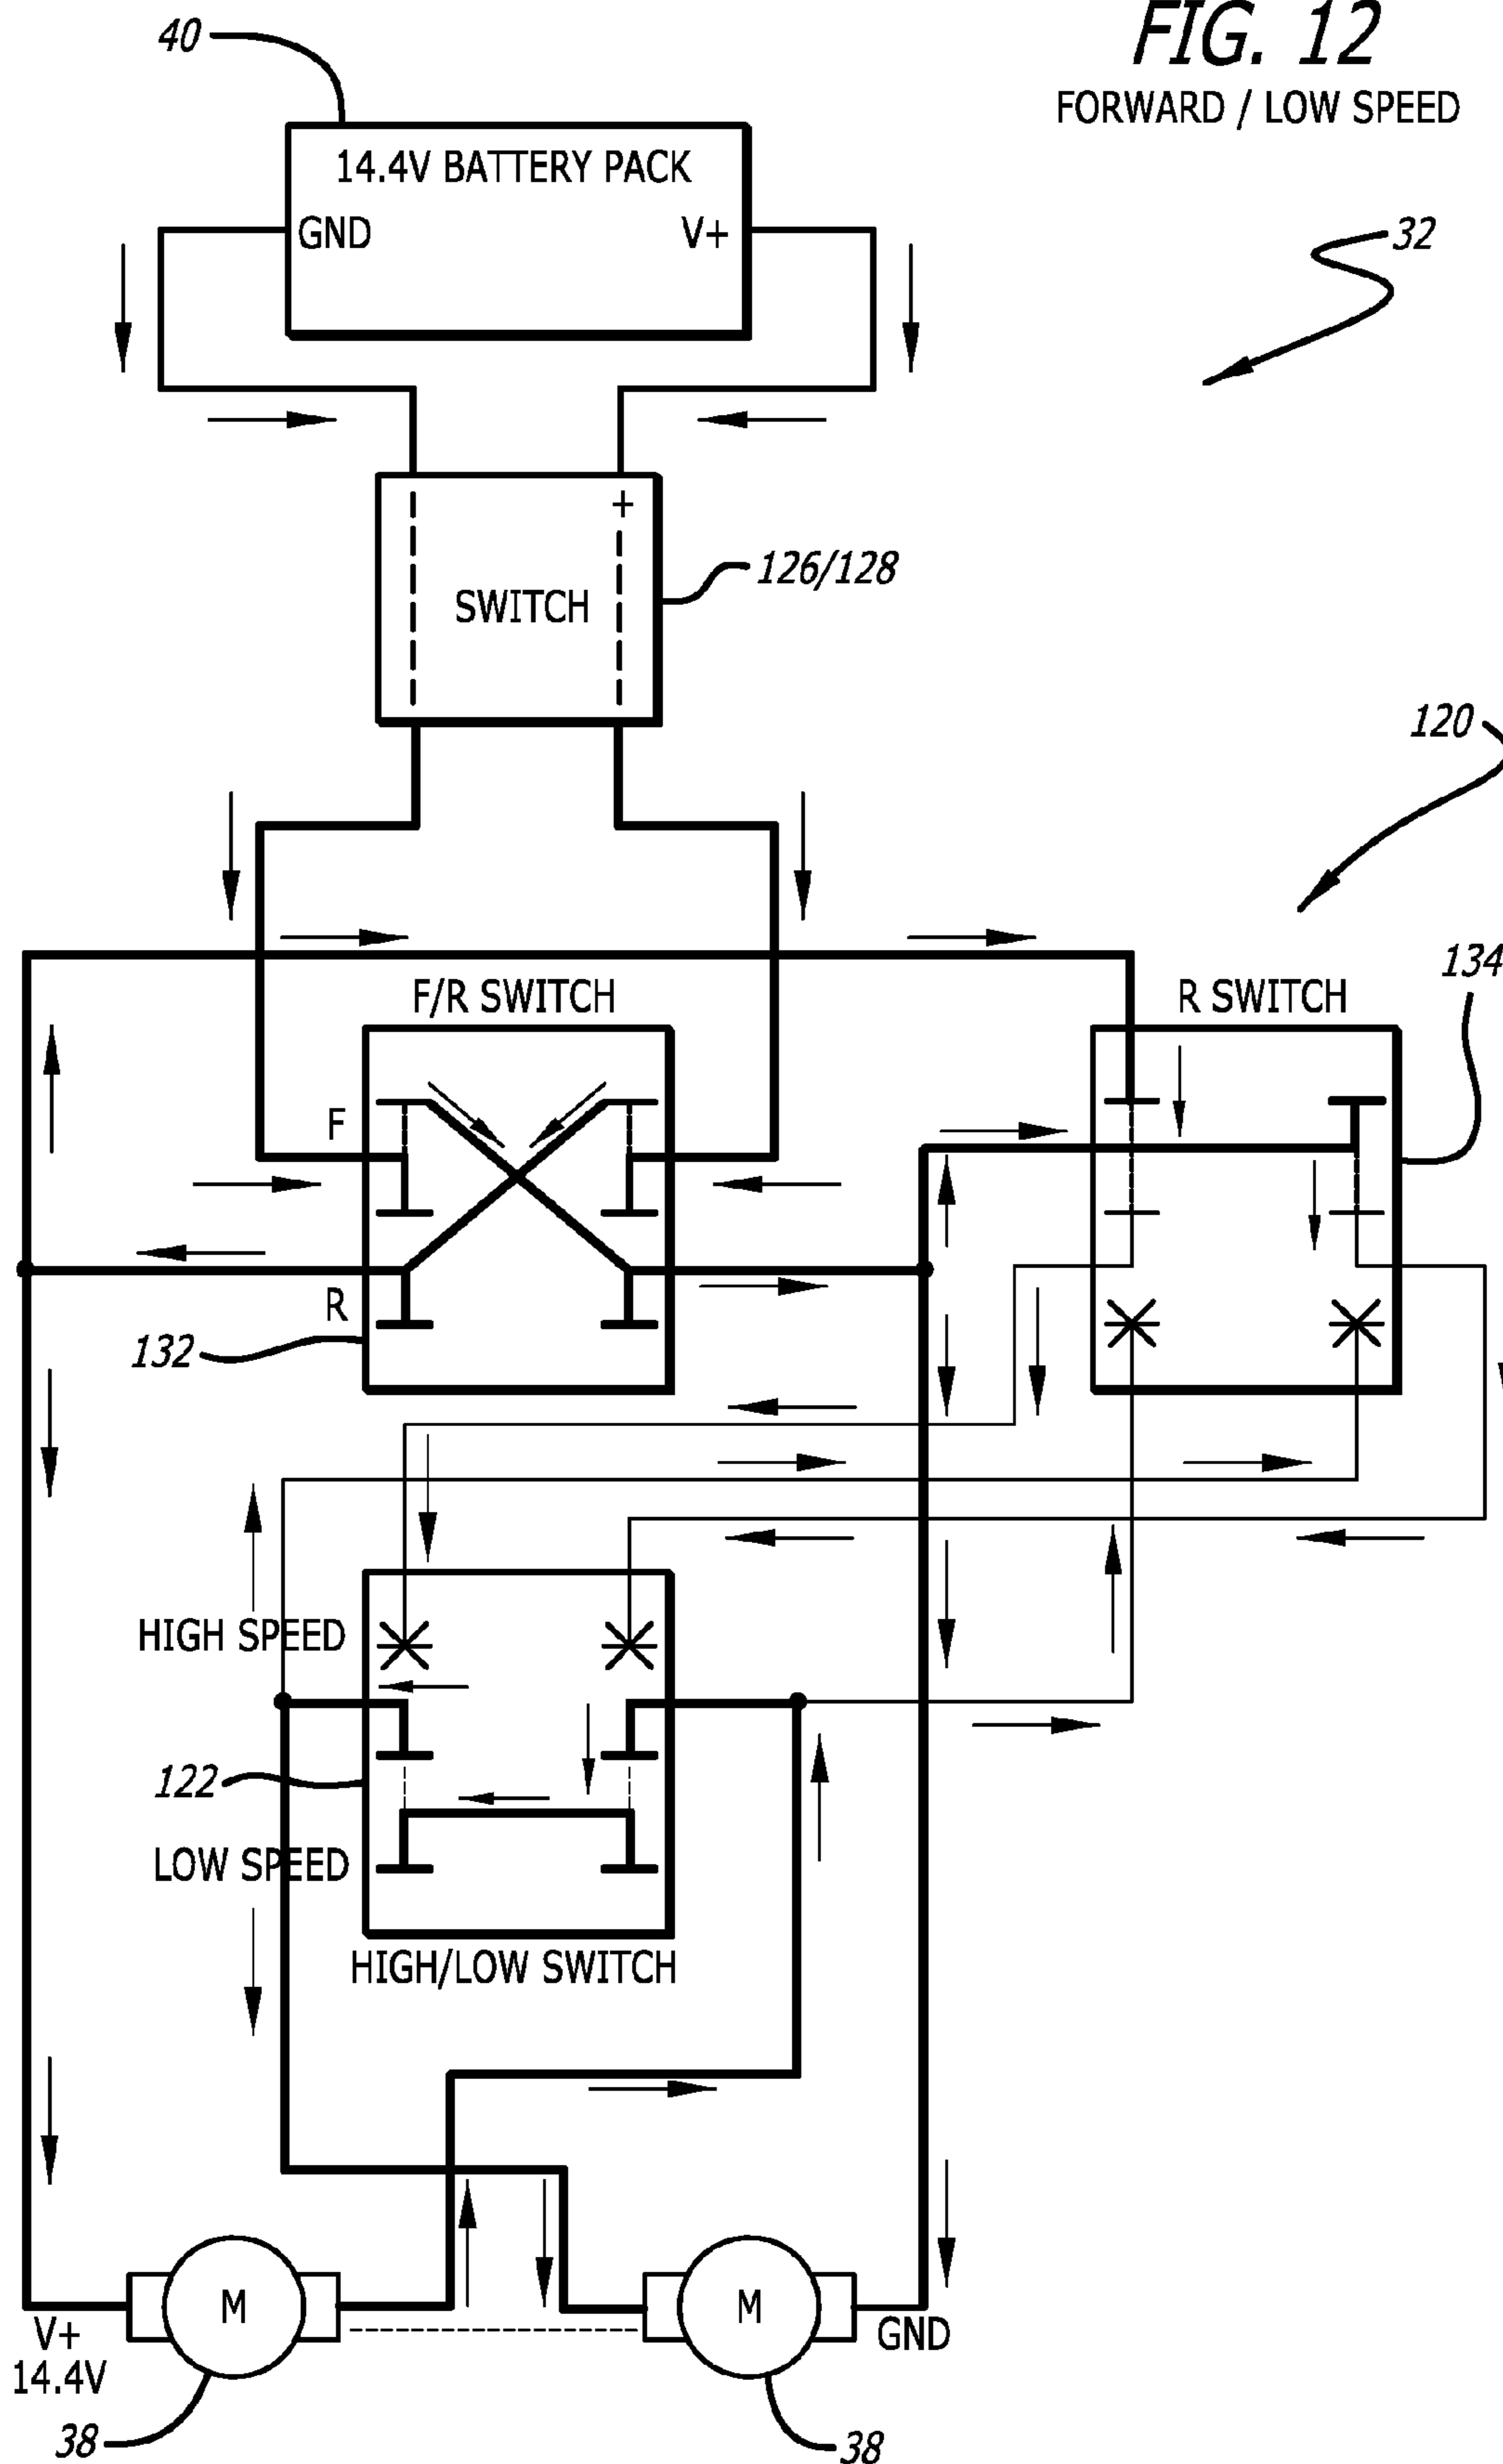 FIG. 12
FORWARD / LOW SPEED
40
14.4V BATTERY PACK
GND V+
32
+
SWITCH
126/128
120
134
F/R SWITCH
R SWITCH
F
R
132
HIGH SPEED
122
LOW SPEED
HIGH/LOW SWITCH
M
M
V+
14.4V
GND
38
38